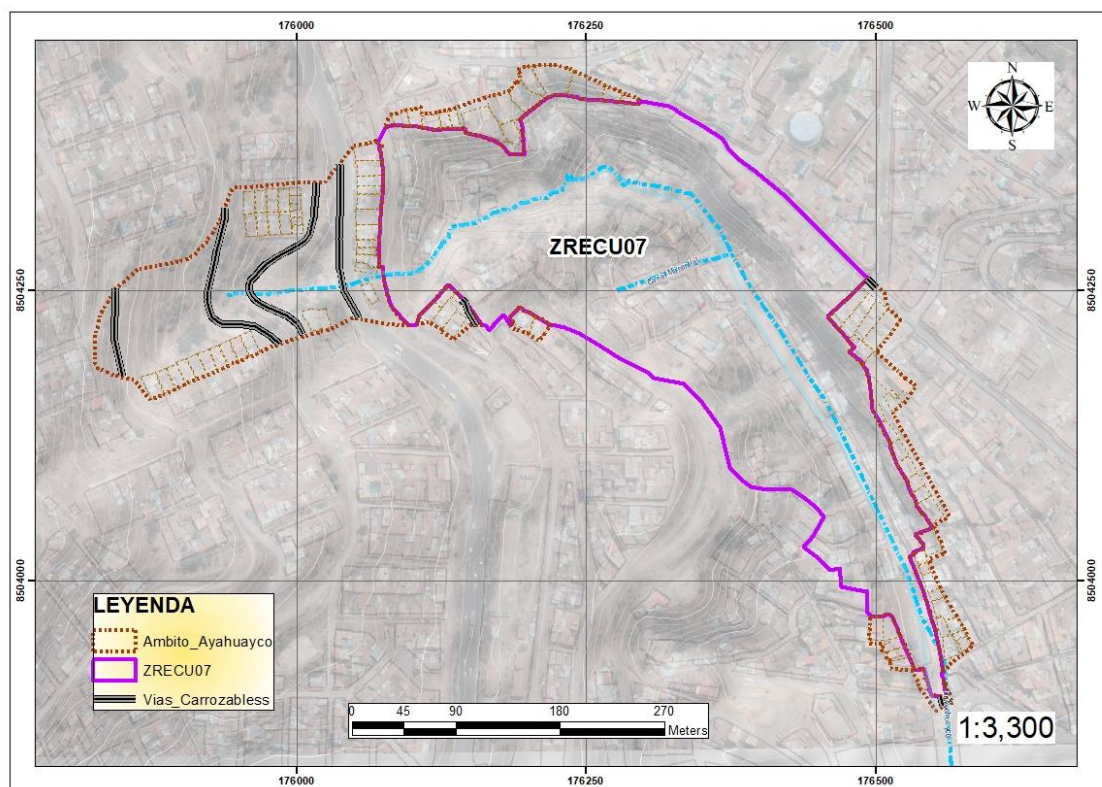 176000
176250
176500
N
W
E
S
ZRECU07
8504250
8504250
8504000
8504000
LEYENDA
Ambito_Ayahuayco
ZRECU07
Vias_Carrozabless
0
45
90
180
270
Meters
1:3,300
176000
176250
176500